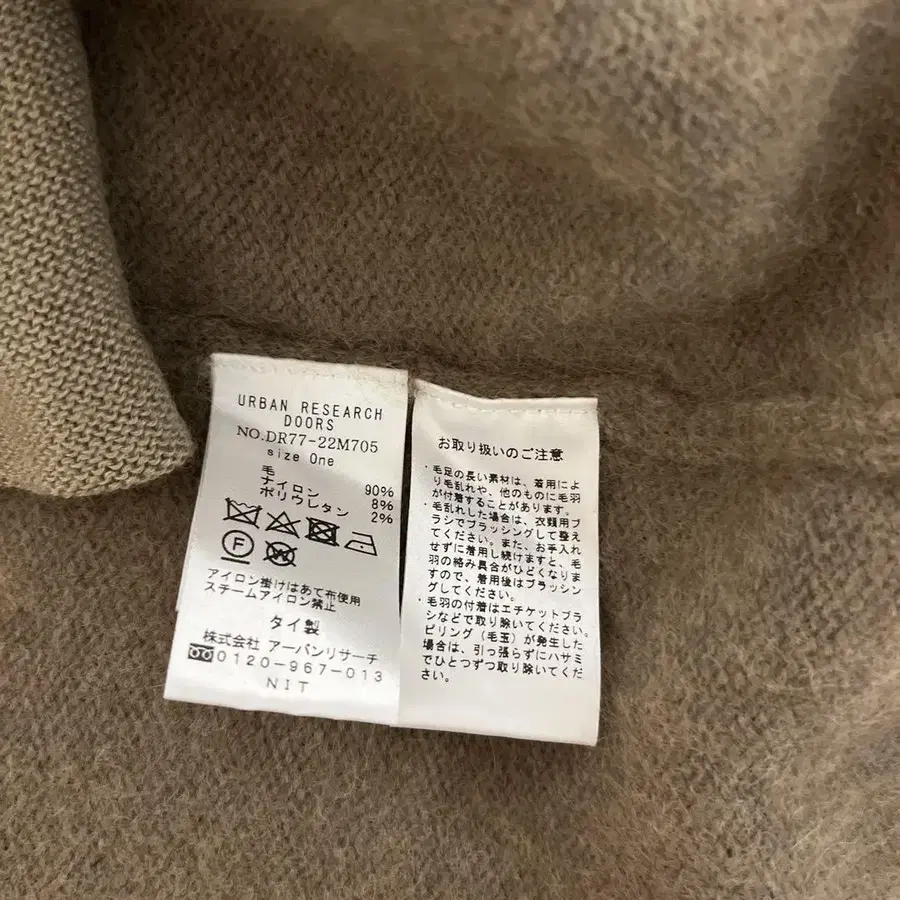 URBAN RESEARCH
DOORS
NO.DR77-22M705
size One
毛 90%
ナイロン 8%
ポリウレタン 2%
F
W
アイロン掛けはあて布使用
スチームアイロン禁止
タイ製
株式会社 アーバンリサーチ
0120-967-013
NIT
お取り扱いのご注意
・毛足の長い素材は、着用によ
り毛乱れや、他のものに毛羽
が付着することがあります。
・毛乱れした場合は、衣類用ブ
ラシでブラッシングして整え
てください。また、お手入れ
せずに着用し続けますと、毛
羽の絡み具合がひどくなりま
すので、着用後はブラッシン
グしてください。
・毛羽の付着はエチケットブラ
シなどで取り除いてください。
ピリング（毛玉）が発生した
場合は、引っ張らずにハサミ
でひとつずつ取り除いてくだ
さい。